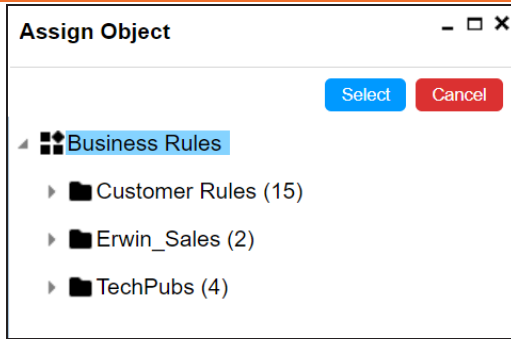 Assign Object
Select Cancel
Business Rules
Customer Rules (15)
Erwin_Sales (2)
TechPubs (4)